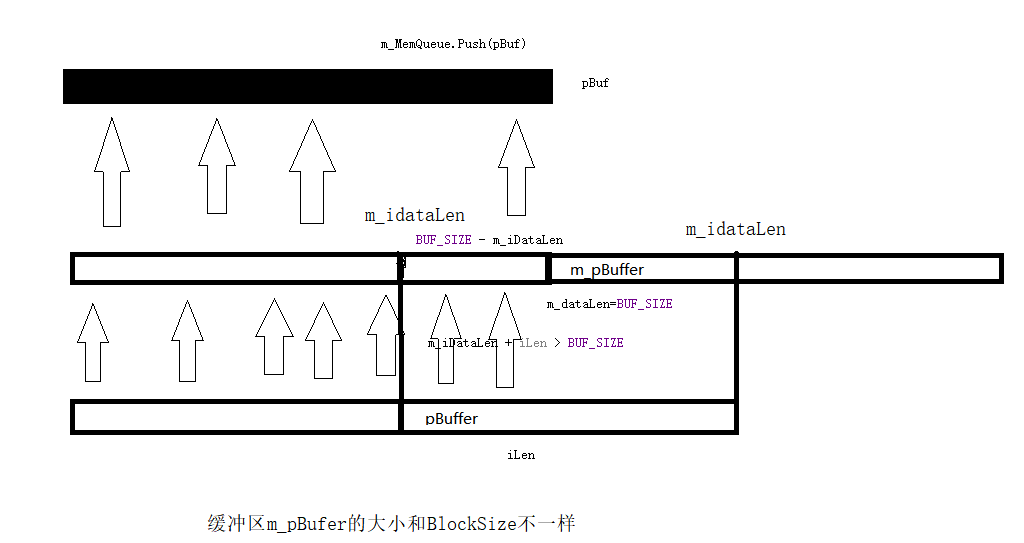 m_MemQueue.Push(pBuf)
pBuf
m_idataLen
m_idataLen
BUF_SIZE - m_iDataLen
m_pBuffer
m_dataLen=BUF_SIZE
m_iDataLen + iLen > BUF_SIZE
pBuffer
iLen
缓冲区m_pBufer的大小和BlockSize不一样